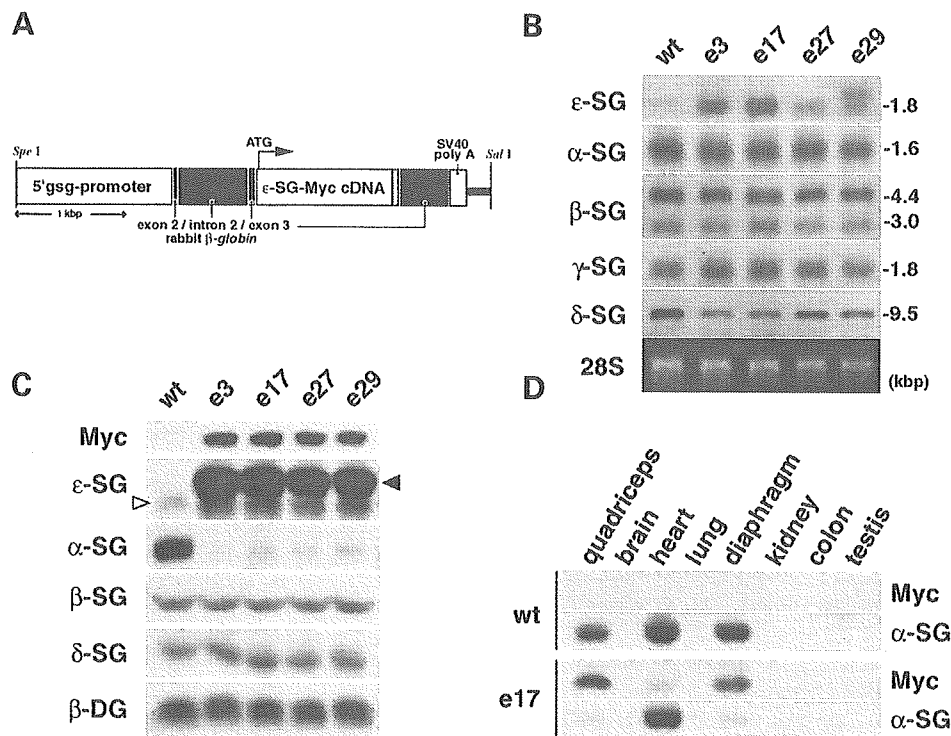 A
Spe I
5'gsg-promoter
1 kbp
exon 2 / intron 2 / exon 3
rabbit β-globin
ATG
ε-SG-Myc cDNA
SV40
poly A
Sal I
B
wt e3 e17 e27 e29
ε-SG -1.8
α-SG -1.6
β-SG -4.4
-3.0
γ-SG -1.8
δ-SG -9.5
28S (kbp)
C
wt e3 e17 e27 e29
Myc
ε-SG
α-SG
β-SG
δ-SG
β-DG
D
quadriceps brain heart lung diaphragm kidney colon testis
wt Myc
α-SG
e17 Myc
α-SG